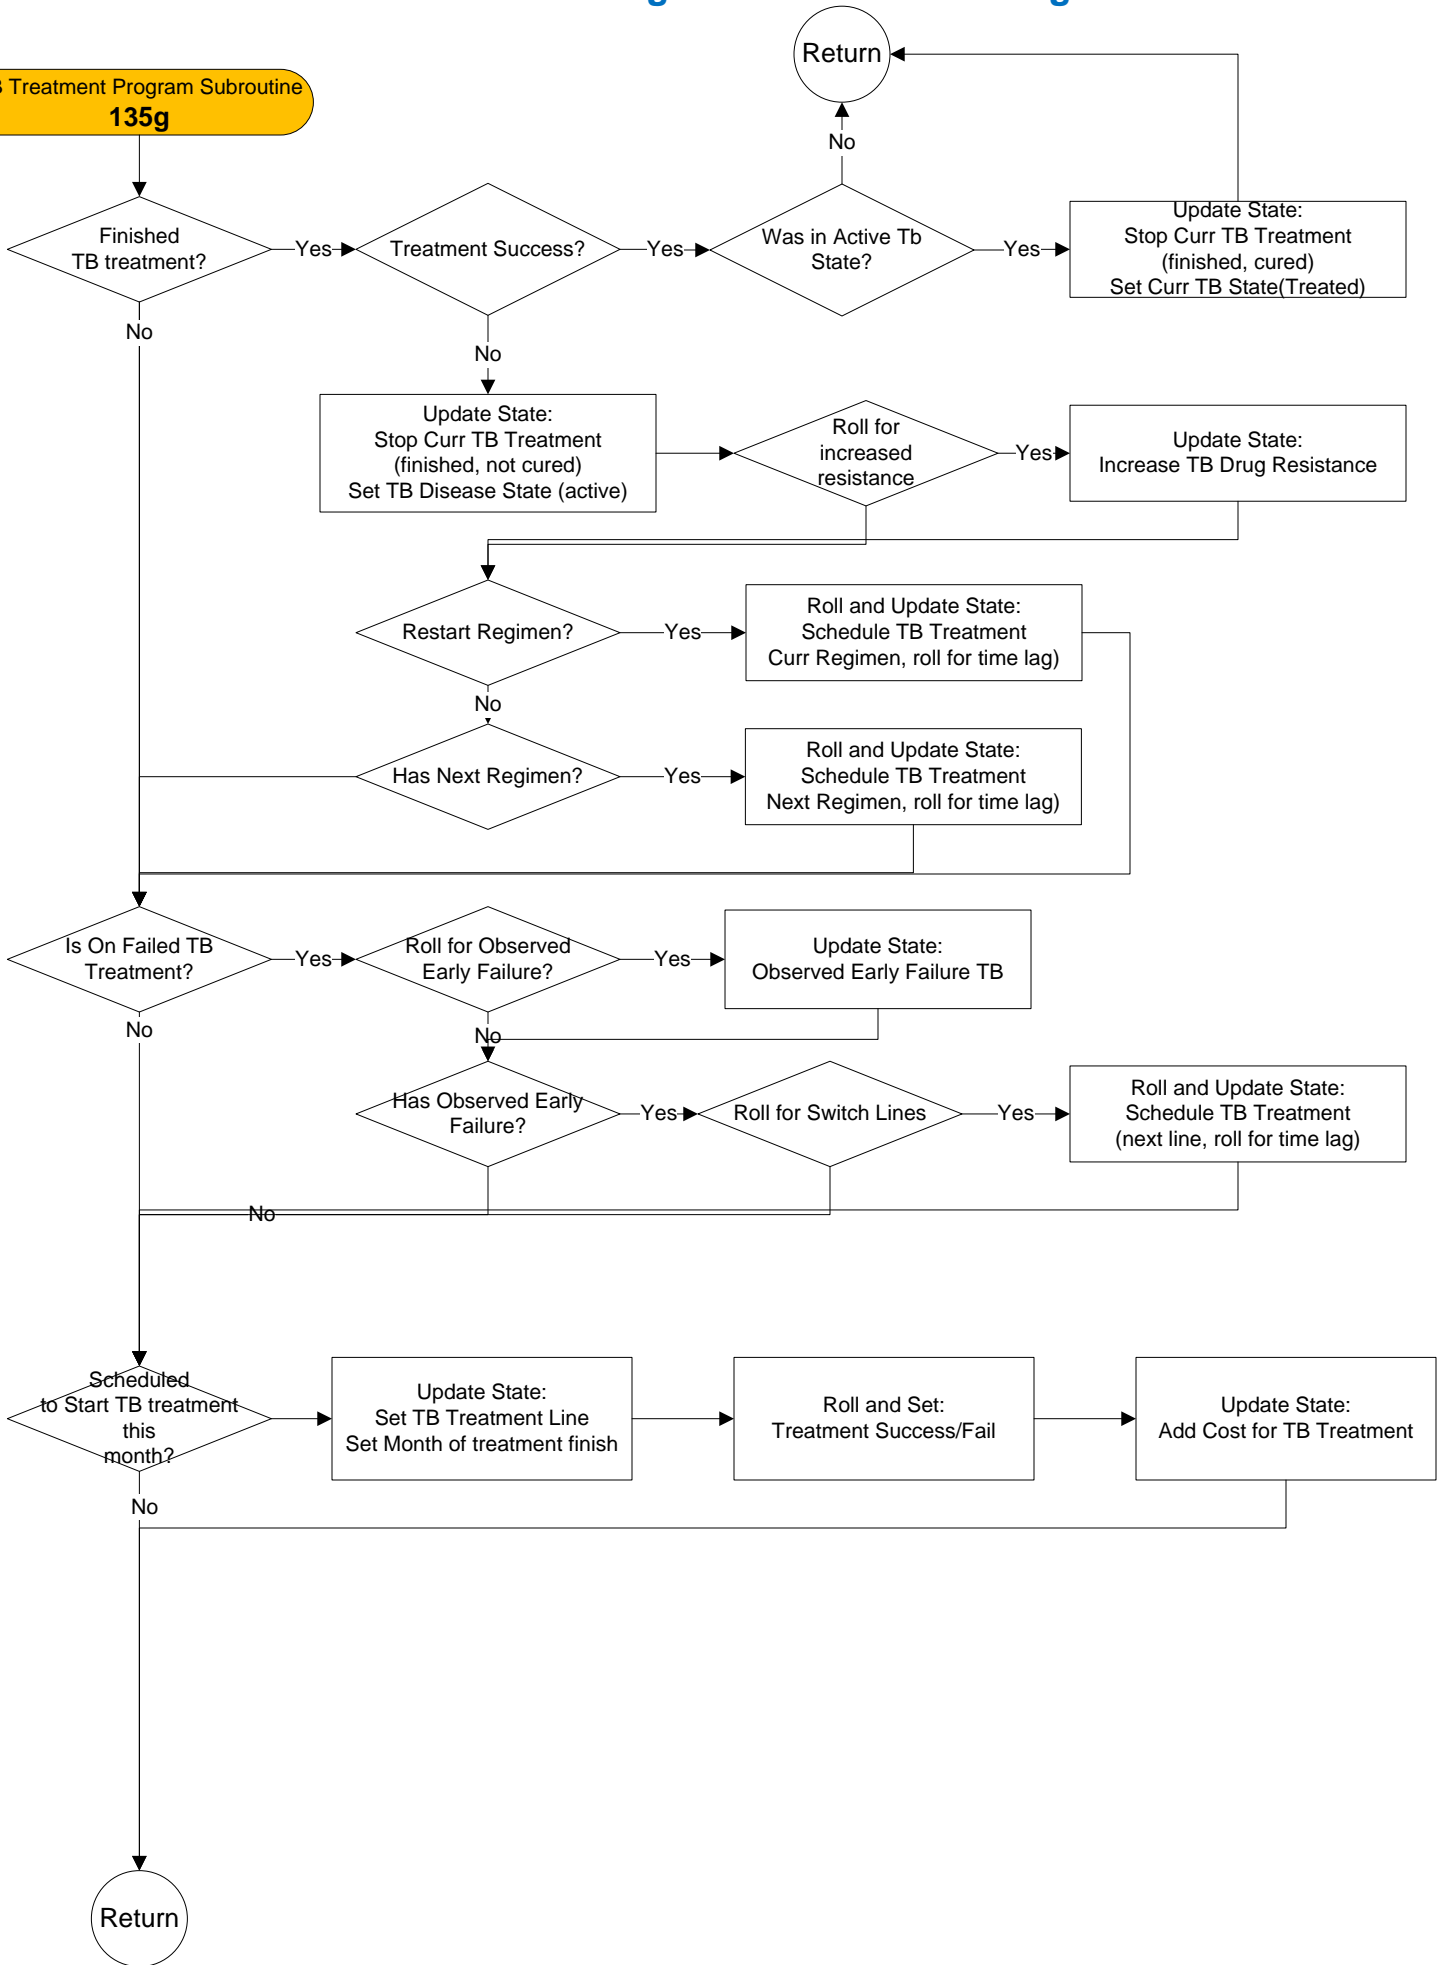 Return
Treatment Program Subroutine
135g
No
Finished
TB treatment?
Yes
Treatment Success?
Yes
Was in Active Tb
State?
Yes
Update State:
Stop Curr TB Treatment
(finished, cured)
Set Curr TB State(Treated)
No
No
Update State:
Stop Curr TB Treatment
(finished, not cured)
Set TB Disease State (active)
Roll for
increased
resistance
Yes
Update State:
Increase TB Drug Resistance
Restart Regimen?
Yes
Roll and Update State:
Schedule TB Treatment
Curr Regimen, roll for time lag)
No
Has Next Regimen?
Yes
Roll and Update State:
Schedule TB Treatment
Next Regimen, roll for time lag)
Is On Failed TB
Treatment?
Yes
Roll for Observed
Early Failure?
Yes
Update State:
Observed Early Failure TB
No
No
Has Observed Early
Failure?
Yes
Roll for Switch Lines
Yes
Roll and Update State:
Schedule TB Treatment
(next line, roll for time lag)
No
Scheduled
to Start TB treatment
this
month?
Update State:
Set TB Treatment Line
Set Month of treatment finish
Roll and Set:
Treatment Success/Fail
Update State:
Add Cost for TB Treatment
No
Return